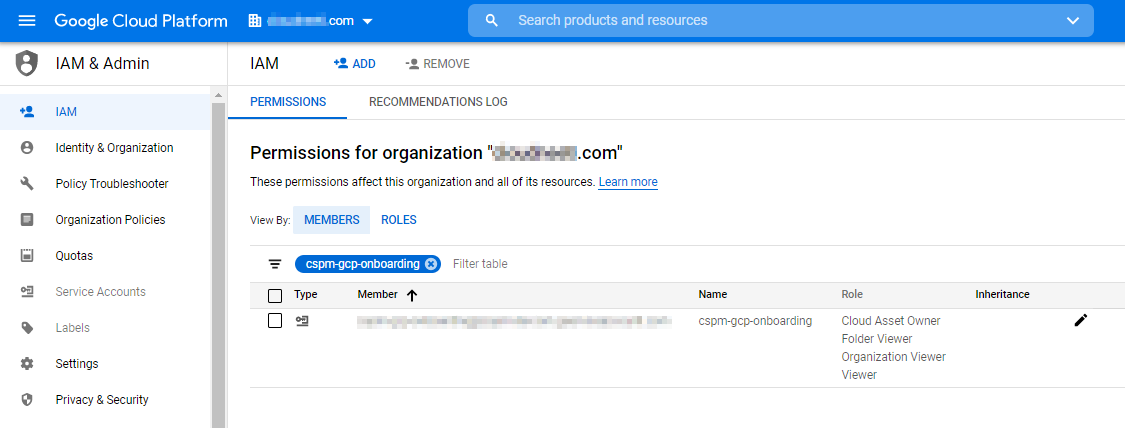 Google Cloud Platform
.com
Search products and resources
IAM & Admin
IAM
ADD
REMOVE
IAM
Identity & Organization
Policy Troubleshooter
Organization Policies
Quotas
Service Accounts
Labels
Settings
Privacy & Security
PERMISSIONS
RECOMMENDATIONS LOG
Permissions for organization ".com"
These permissions affect this organization and all of its resources. Learn more
View By: MEMBERS ROLES
cspm-gcp-onboarding
Filter table
Type Member Name Role Inheritance
cspm-gcp-onboarding Cloud Asset Owner
Folder Viewer
Organization Viewer
Viewer